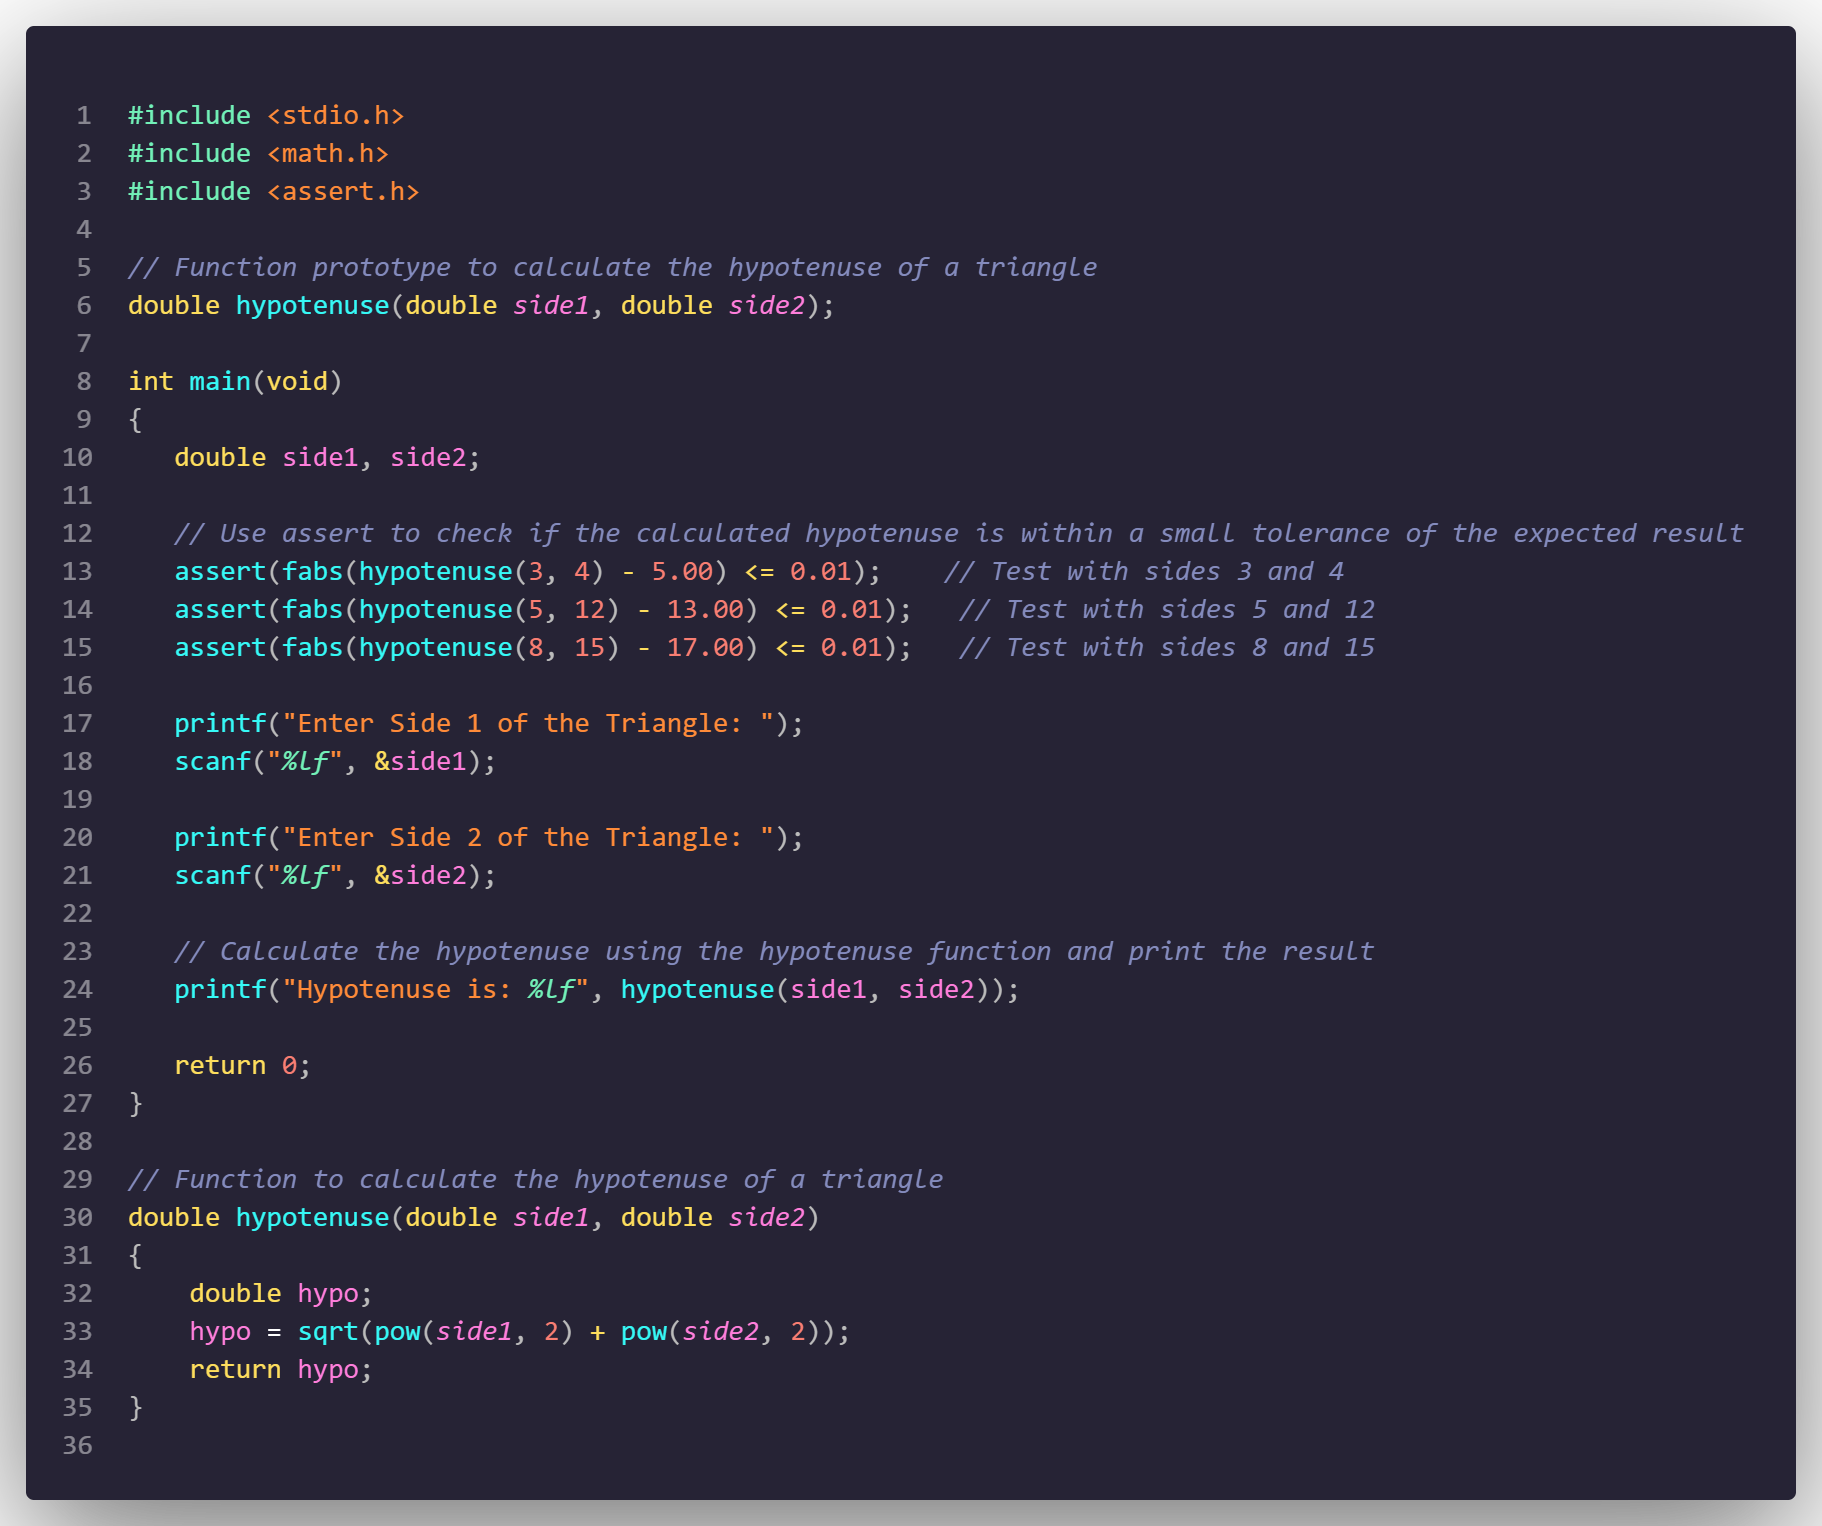 1 #include <stdio.h>
2 #include <math.h>
3 #include <assert.h>
4
5 // Function prototype to calculate the hypotenuse of a triangle
6 double hypotenuse(double side1, double side2);
7
8 int main(void)
9 {
10    double side1, side2;
11
12    // Use assert to check if the calculated hypotenuse is within a small tolerance of the expected result
13    assert(fabs(hypotenuse(3, 4) - 5.00) <= 0.01);    // Test with sides 3 and 4
14    assert(fabs(hypotenuse(5, 12) - 13.00) <= 0.01);   // Test with sides 5 and 12
15    assert(fabs(hypotenuse(8, 15) - 17.00) <= 0.01);   // Test with sides 8 and 15
16
17    printf("Enter Side 1 of the Triangle: ");
18    scanf("%lf", &side1);
19
20    printf("Enter Side 2 of the Triangle: ");
21    scanf("%lf", &side2);
22
23    // Calculate the hypotenuse using the hypotenuse function and print the result
24    printf("Hypotenuse is: %lf", hypotenuse(side1, side2));
25
26    return 0;
27 }
28
29 // Function to calculate the hypotenuse of a triangle
30 double hypotenuse(double side1, double side2)
31 {
32     double hypo;
33     hypo = sqrt(pow(side1, 2) + pow(side2, 2));
34     return hypo;
35 }
36